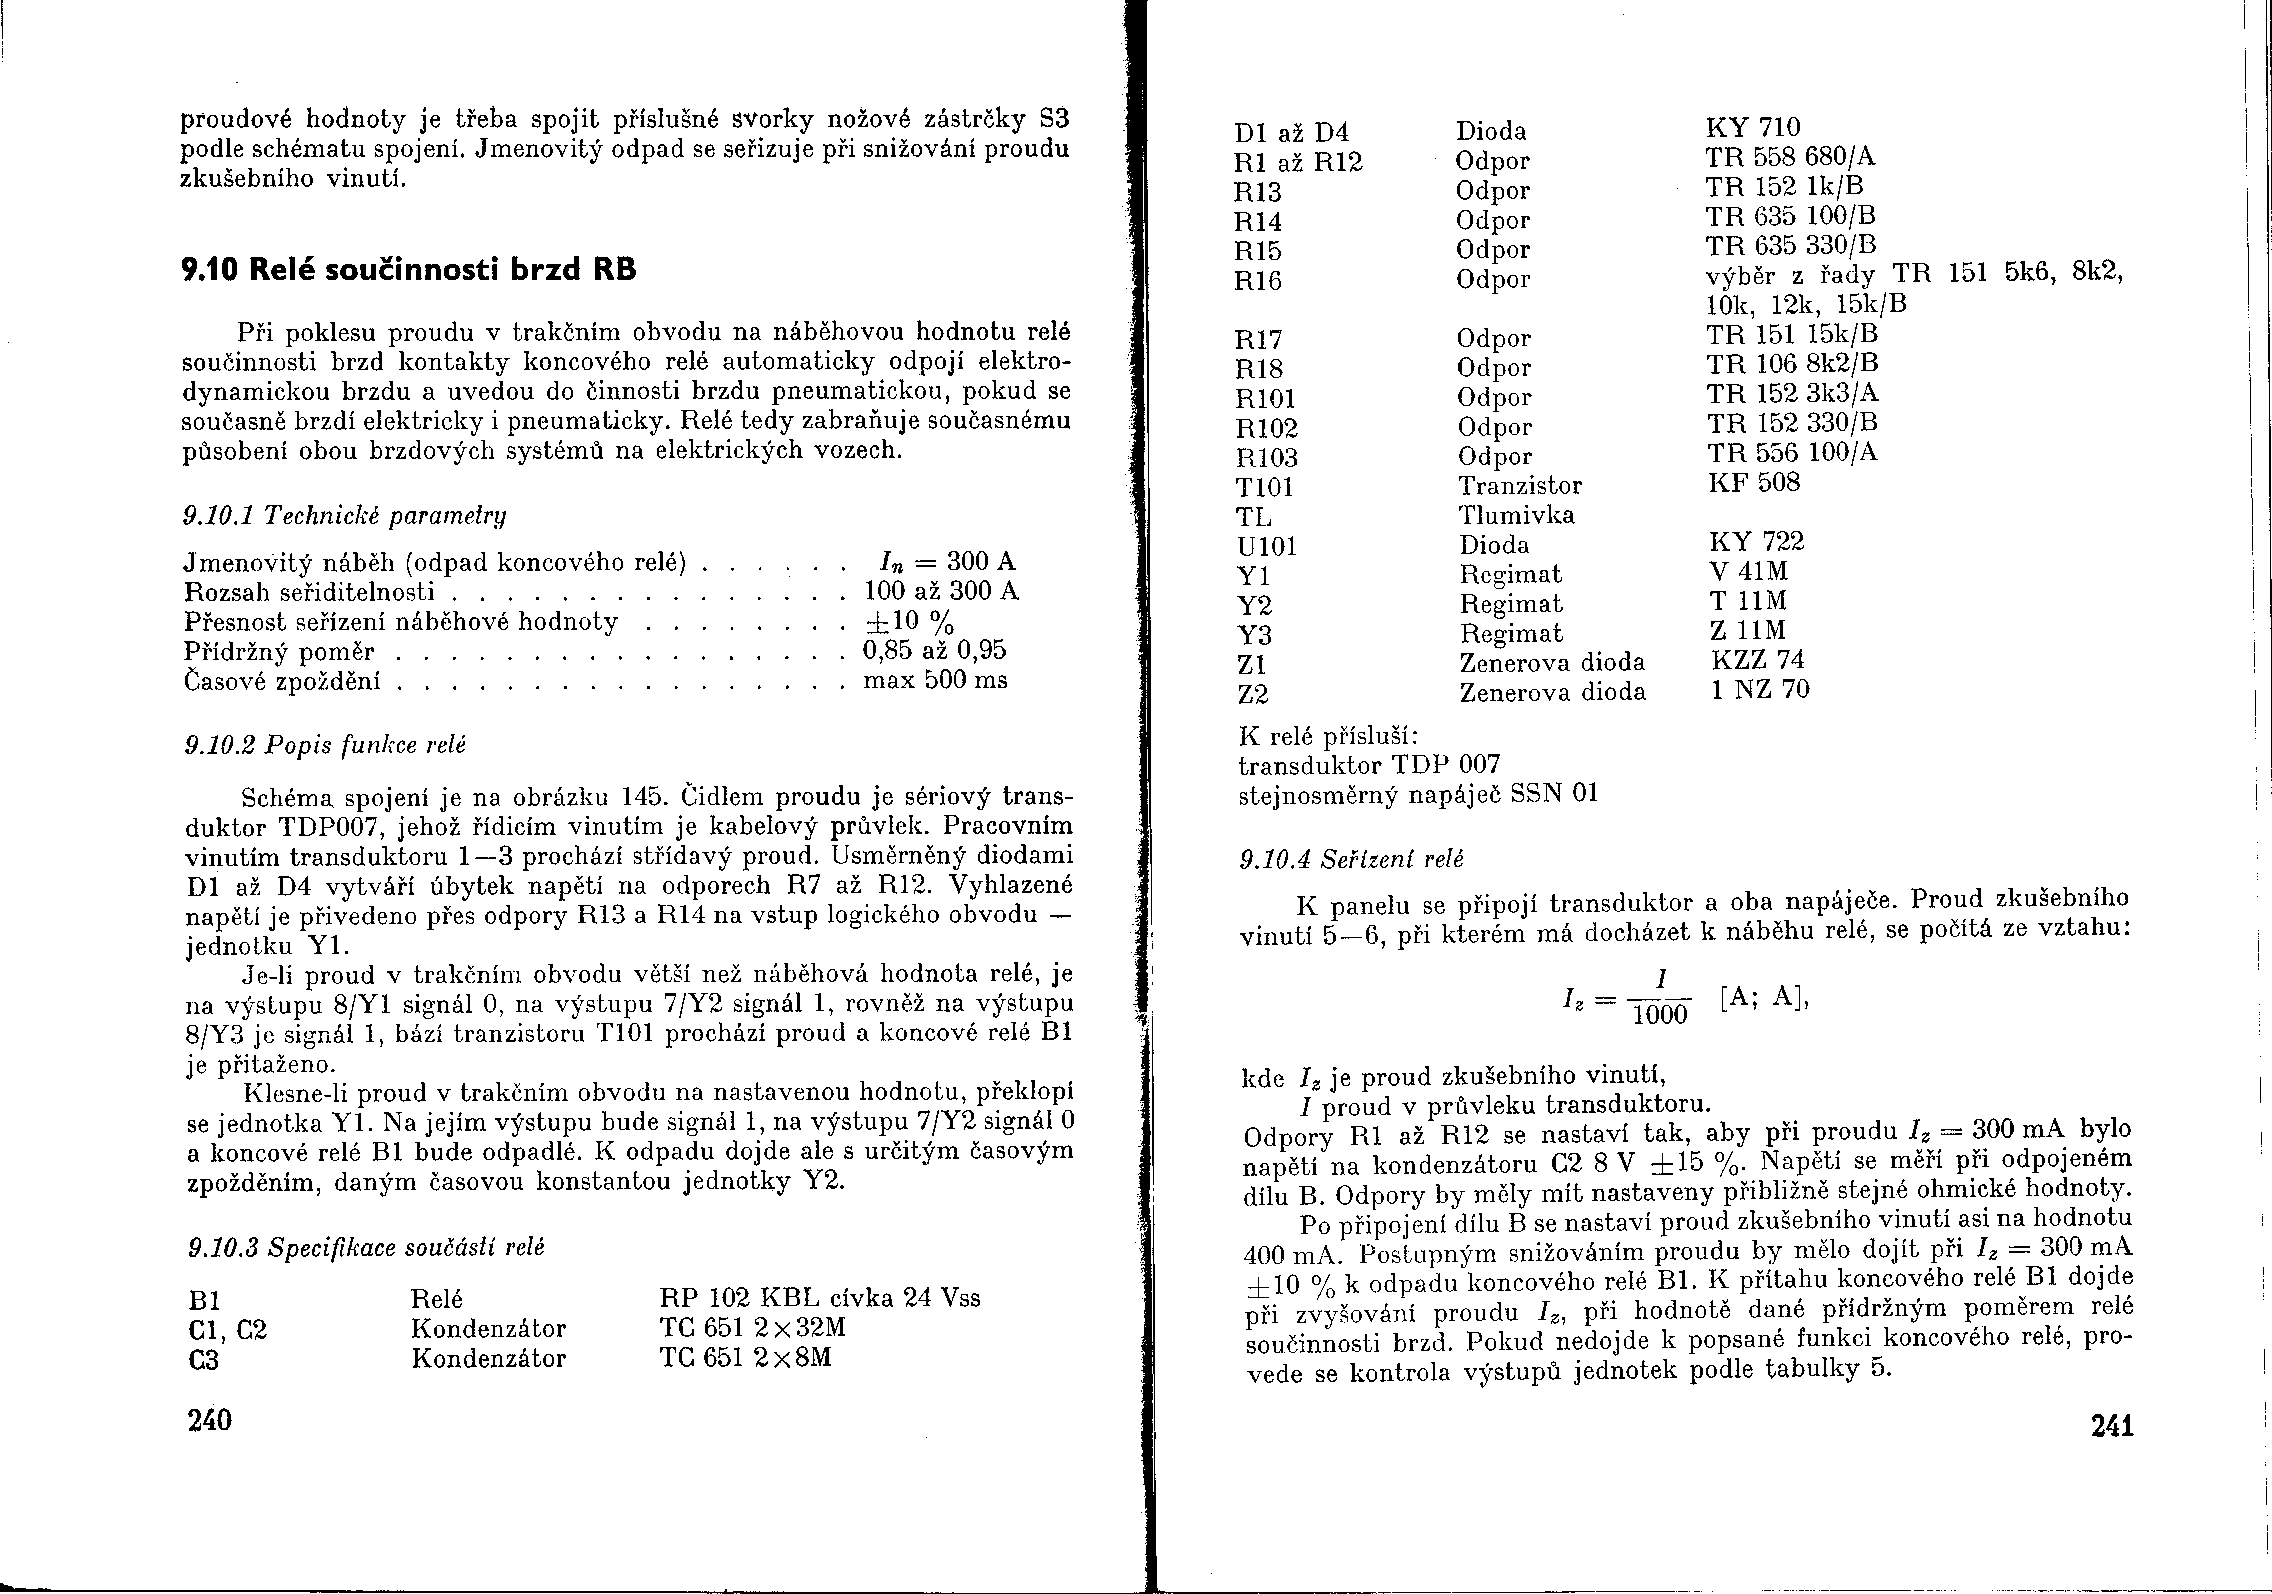 proudové hodnoty je třeba spojit příslušné svorky nožové zástrčky S3
podle schématu spojení. Jmenovitý odpad se seřizuje při snižování proudu
zkušebního vinutí.
9.10 Relé součinnosti brzd RB
Při poklesu proudu v trakčním obvodu na náběhovou hodnotu relé
součinnosti brzd kontakty koncového relé automaticky odpojí elektro-
dynamickou brzdu a uvedou do činnosti brzdu pneumatickou, pokud se
současně brzdí elektricky i pneumaticky. Relé tedy zabraňuje současnému
působení obou brzdových systémů na elektrických vozech.
9.10.1 Technické parametry
Jmenovitý náběh (odpad koncového relé) . . . . . . I_n = 300 A
Rozsah seřiditelnosti . . . . . . . . . . . . . . . 100 až 300 A
Přesnost seřízení náběhové hodnoty . . . . . . . . ±10 %
Přídržný poměr . . . . . . . . . . . . . . . . . 0,85 až 0,95
Časové zpoždění . . . . . . . . . . . . . . . . . max 500 ms
9.10.2 Popis funkce relé
Schéma spojení je na obrázku 145. Čidlem proudu je sériový trans-
duktor TDP007, jehož řídicím vinutím je kabelový průvlek. Pracovním
vinutím transduktoru 1—3 prochází střídavý proud. Usměrněný diodami
D1 až D4 vytváří úbytek napětí na odporech R7 až R12. Vyhlazené
napětí je přivedeno přes odpory R13 a R14 na vstup logického obvodu —
jednotku Y1.
Je-li proud v trakčním obvodu větší než náběhová hodnota relé, je
na výstupu 8/Y1 signál 0, na výstupu 7/Y2 signál 1, rovněž na výstupu
8/Y3 je signál 1, bází tranzistoru T101 prochází proud a koncové relé B1
je přitaženo.
Klesne-li proud v trakčním obvodu na nastavenou hodnotu, překlopí
se jednotka Y1. Na jejím výstupu bude signál 1, na výstupu 7/Y2 signál 0
a koncové relé B1 bude odpadlé. K odpadu dojde ale s určitým časovým
zpožděním, daným časovou konstantou jednotky Y2.
9.10.3 Specifikace součástí relé
B1 Relé RP 102 KBL cívka 24 Vss
C1, C2 Kondenzátor TC 651 2×32M
C3 Kondenzátor TC 651 2×8M
240
D1 až D4 Dioda KY 710
R1 až R12 Odpor TR 558 680/A
R13 Odpor TR 152 1k/B
R14 Odpor TR 635 100/B
R15 Odpor TR 635 330/B
R16 Odpor výběr z řady TR 151 5k6, 8k2,
10k, 12k, 15k/B
R17 Odpor TR 151 15k/B
R18 Odpor TR 106 8k2/B
R101 Odpor TR 152 3k3/A
R102 Odpor TR 152 330/B
R103 Odpor TR 556 100/A
T101 Tranzistor KF 508
TL Tlumivka
U101 Dioda KY 722
Y1 Regimat V 41M
Y2 Regimat T 11M
Y3 Regimat Z 11M
Z1 Zenerova dioda KZZ 74
Z2 Zenerova dioda 1 NZ 70
K relé přísluší:
transduktor TDP 007
stejnosměrný napáječ SSN 01
9.10.4 Seřízení relé
K panelu se připojí transduktor a oba napáječe. Proud zkušebního
vinutí 5—6, při kterém má docházet k náběhu relé, se počítá ze vztahu:
I_z = I / 1000 [A; A],
kde I_z je proud zkušebního vinutí,
I proud v průvleku transduktoru.
Odpory R1 až R12 se nastaví tak, aby při proudu I_z = 300 mA bylo
napětí na kondenzátoru C2 8 V ±15 %. Napětí se měří při odpojeném
dílu B. Odpory by měly mít nastaveny přibližně stejné ohmické hodnoty.
Po připojení dílu B se nastaví proud zkušebního vinutí asi na hodnotu
400 mA. Postupným snižováním proudu by mělo dojít při I_z = 300 mA
±10 % k odpadu koncového relé B1. K přítahu koncového relé B1 dojde
při zvyšování proudu I_z, při hodnotě dané přídržným poměrem relé
součinnosti brzd. Pokud nedojde k popsané funkci koncového relé, pro-
vede se kontrola výstupů jednotek podle tabulky 5.
241